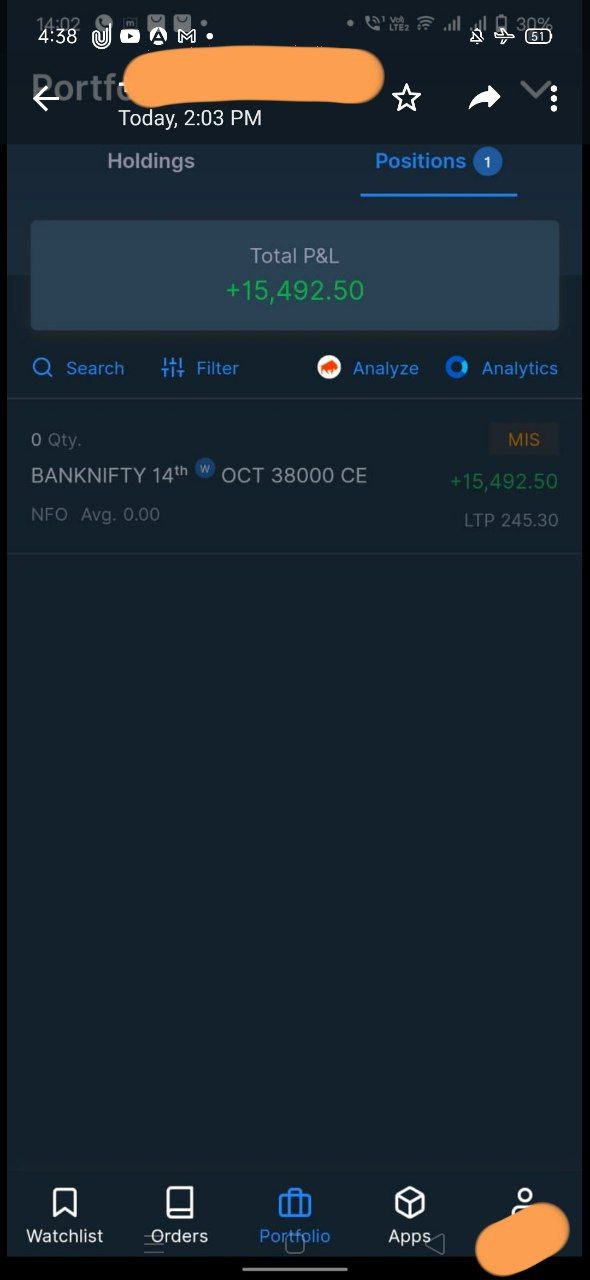 14:02
30%
4:38
51
Portfo
Today, 2:03 PM
Holdings
Positions 1
Total P&L
+15,492.50
Search
Filter
Analyze
Analytics
0 Qty.
MIS
BANKNIFTY 14th W OCT 38000 CE
+15,492.50
NFO Avg. 0.00
LTP 245.30
Watchlist
Orders
Portfolio
Apps